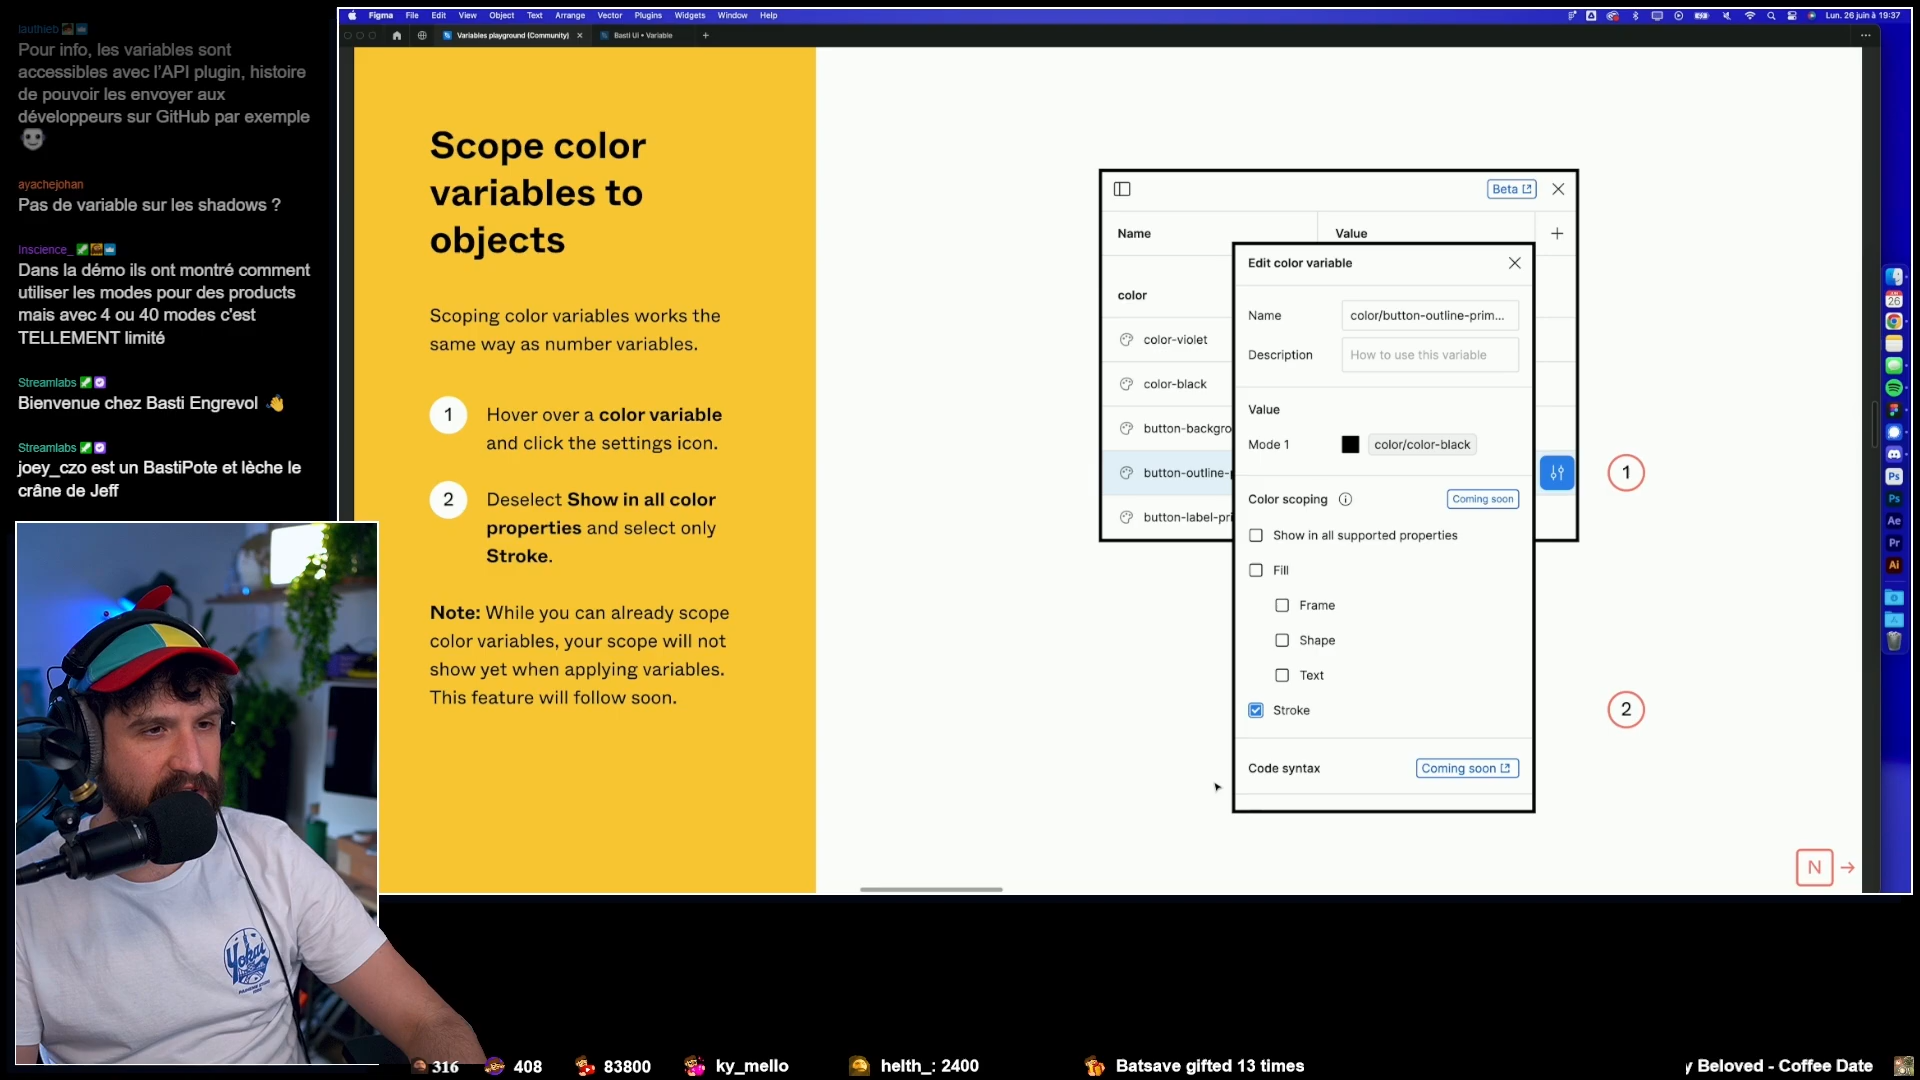 lauthieb
Pour info, les variables sont
accessibles avec l'API plugin, histoire
de pouvoir les envoyer aux
développeurs sur GitHub par exemple
ayachejohan
Pas de variable sur les shadows ?
Inscience_
Dans la démo ils ont montré comment
utiliser les modes pour des products
mais avec 4 ou 40 modes c'est
TELLEMENT limité
Streamlabs
Bienvenue chez Basti Engrevol
Streamlabs
joey_czo est un BastiPote et lèche le
crâne de Jeff
Figma File Edit View Object Text Arrange Vector Plugins Widgets Window Help
Lun. 26 juin à 19:37
Variables playground (Community)
Basti Ui • Variable
Scope color
variables to
objects
Scoping color variables works the
same way as number variables.
1 Hover over a color variable
and click the settings icon.
2 Deselect Show in all color
properties and select only
Stroke.
Note: While you can already scope
color variables, your scope will not
show yet when applying variables.
This feature will follow soon.
Beta
Name
Value
color
color-violet
color-black
button-backgro
button-outline-p
button-label-pri
Edit color variable
Name color/button-outline-prim...
Description How to use this variable
Value
Mode 1 color/color-black
Color scoping Coming soon
Show in all supported properties
Fill
Frame
Shape
Text
Stroke
Code syntax Coming soon
1
2
N
26
Ps
Ps
Ae
Pr
Ai
Yokai
316
408
83800
ky_mello
helth_: 2400
Batsave gifted 13 times
y Beloved - Coffee Date